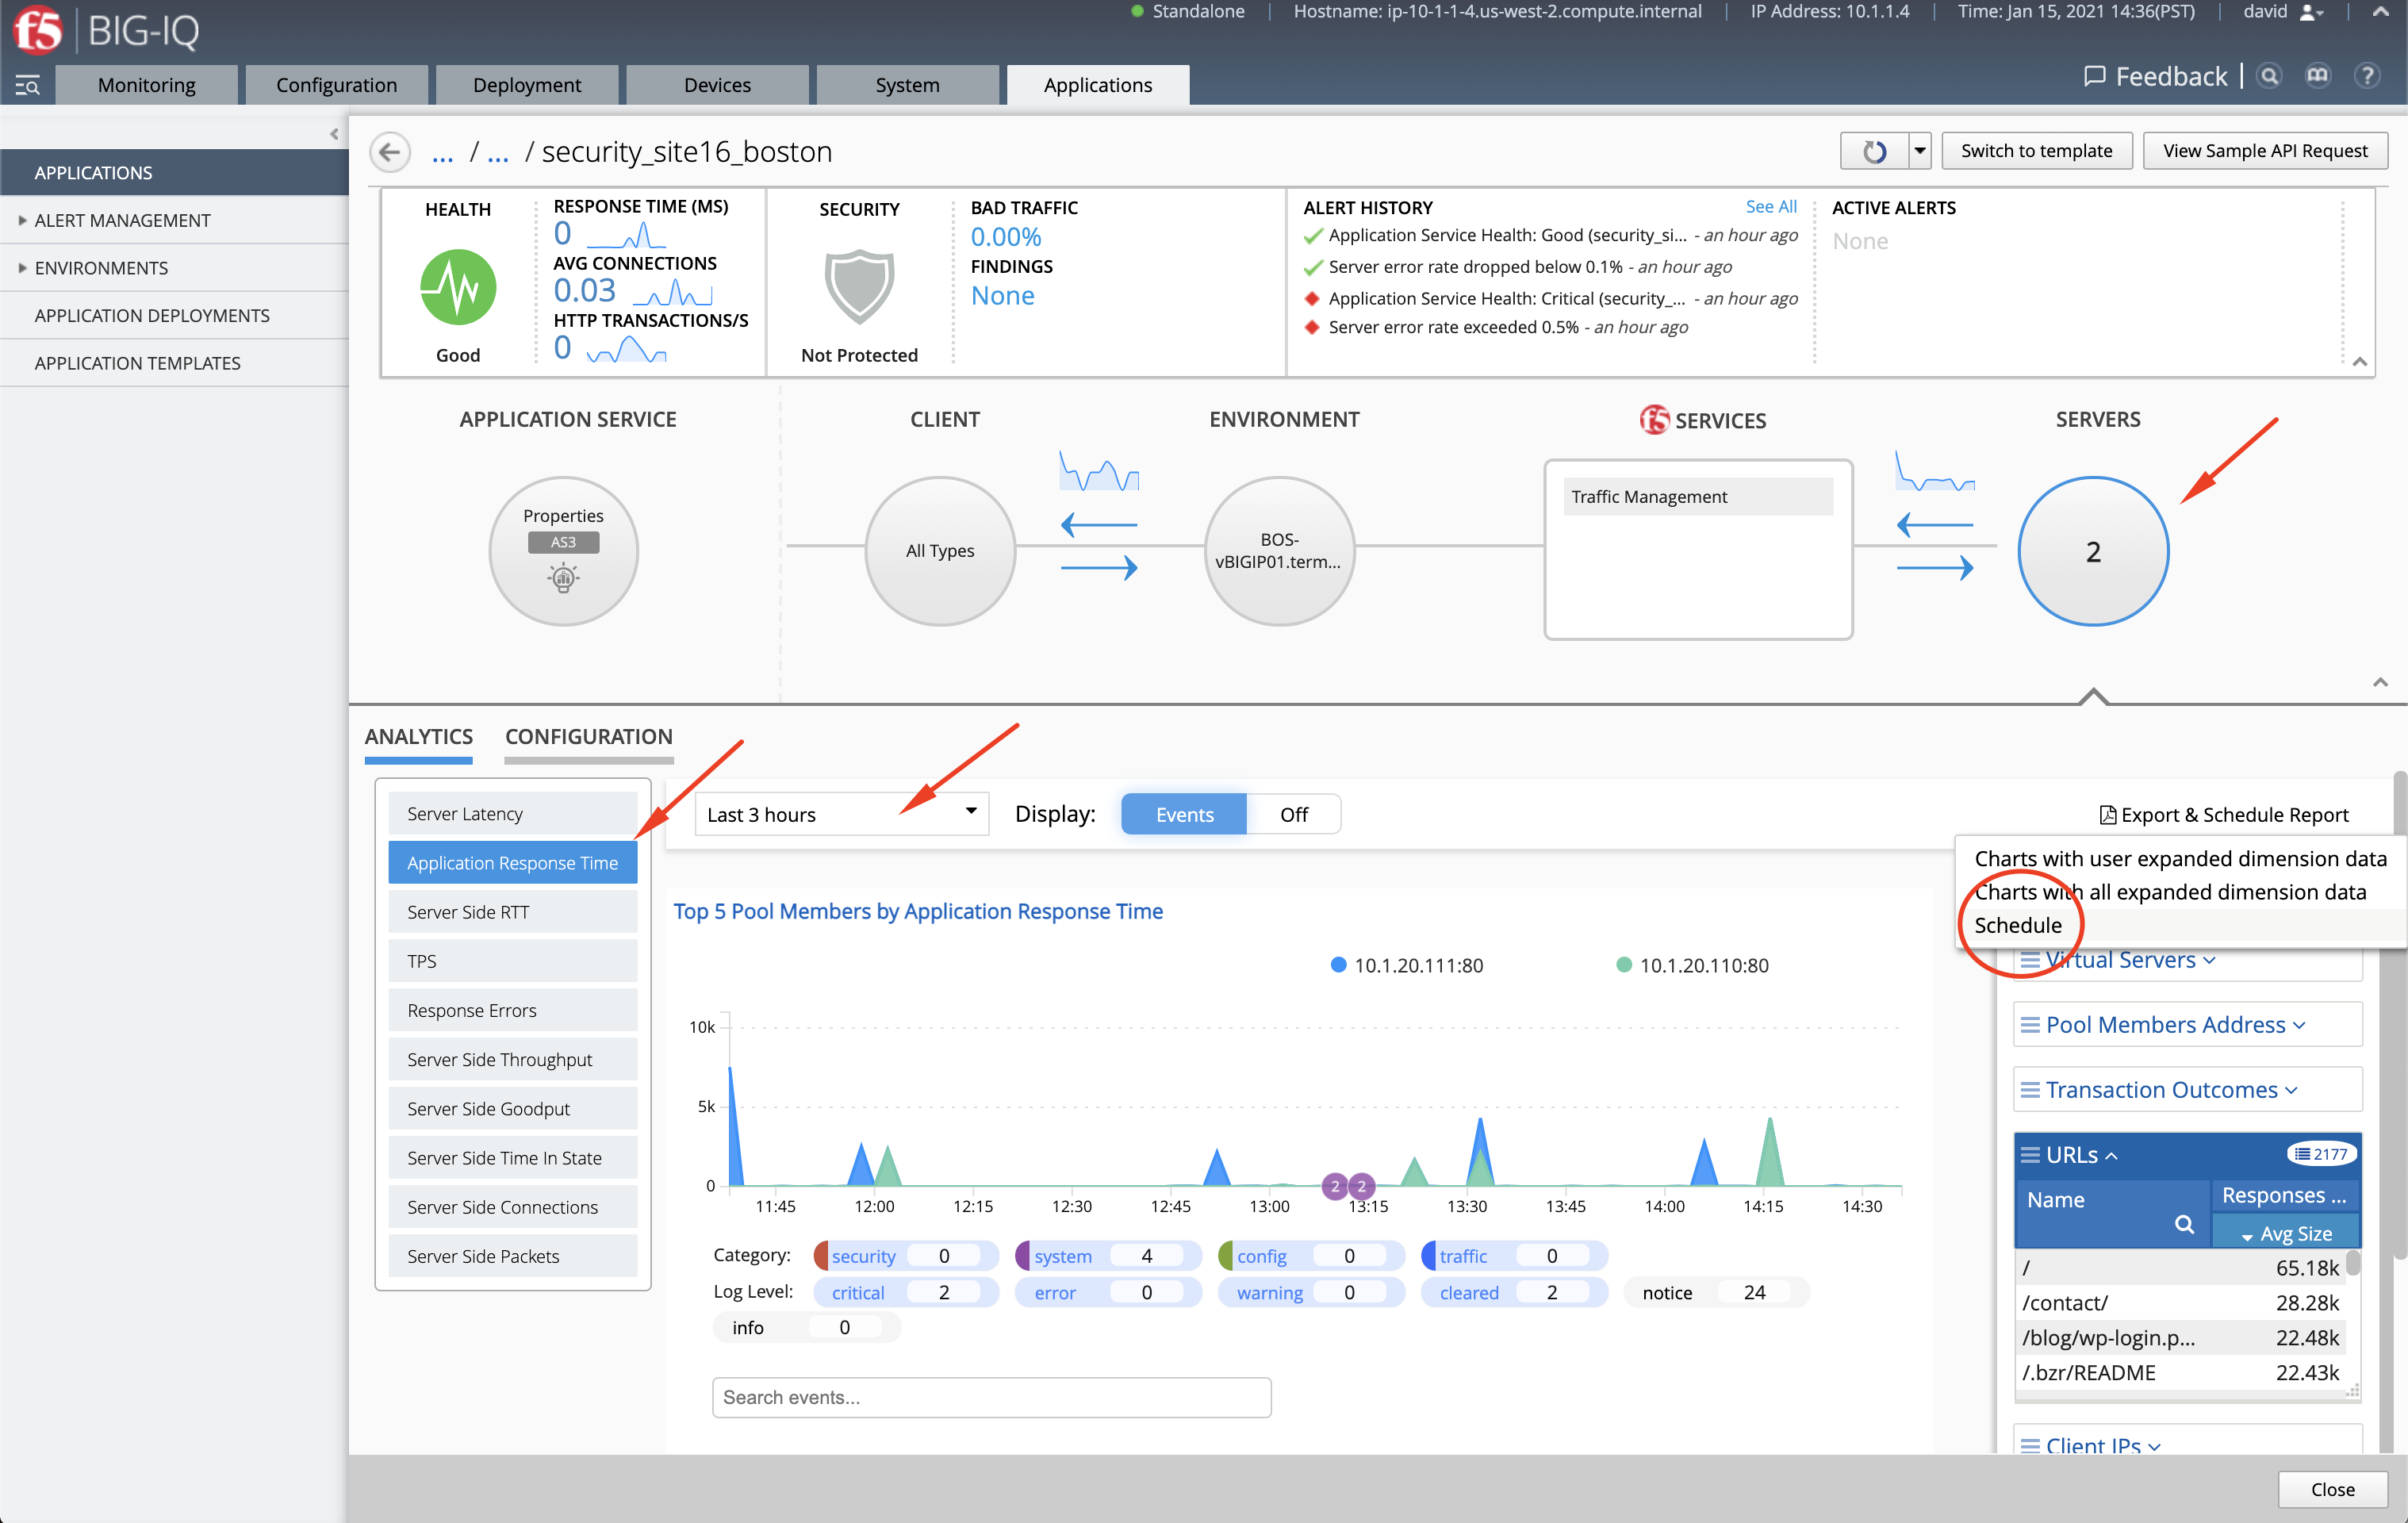 Standalone | Hostname: ip-10-1-1-4.us-west-2.compute.internal | IP Address: 10.1.1.4 | Time: Jan 15, 2021 14:36(PST) | david
f5 BIG-IQ
Monitoring Configuration Deployment Devices System Applications
Feedback | ?
APPLICATIONS
ALERT MANAGEMENT
ENVIRONMENTS
APPLICATION DEPLOYMENTS
APPLICATION TEMPLATES
... / ... / security_site16_boston
Switch to template
View Sample API Request
HEALTH
Good
RESPONSE TIME (MS)
0
AVG CONNECTIONS
0.03
HTTP TRANSACTIONS/S
0
SECURITY
Not Protected
BAD TRAFFIC
0.00%
FINDINGS
None
ALERT HISTORY See All
Application Service Health: Good (security_si... - an hour ago
Server error rate dropped below 0.1% - an hour ago
Application Service Health: Critical (security_... - an hour ago
Server error rate exceeded 0.5% - an hour ago
ACTIVE ALERTS
None
APPLICATION SERVICE CLIENT ENVIRONMENT f5 SERVICES SERVERS
Properties
AS3
All Types
BOS-
vBIGIP01.term...
Traffic Management
2
ANALYTICS CONFIGURATION
Server Latency
Application Response Time
Server Side RTT
TPS
Response Errors
Server Side Throughput
Server Side Goodput
Server Side Time In State
Server Side Connections
Server Side Packets
Last 3 hours Display: Events Off
Export & Schedule Report
Charts with user expanded dimension data
Charts with all expanded dimension data
Schedule
Top 5 Pool Members by Application Response Time
10.1.20.111:80 10.1.20.110:80
10k
5k
0
2 2
11:45 12:00 12:15 12:30 12:45 13:00 13:15 13:30 13:45 14:00 14:15 14:30
Category: security 0 system 4 config 0 traffic 0
Log Level: critical 2 error 0 warning 0 cleared 2 notice 24
info 0
Search events...
Virtual Servers
Pool Members Address
Transaction Outcomes
URLs 2177
Name Responses ...
Avg Size
/ 65.18k
/contact/ 28.28k
/blog/wp-login.p... 22.48k
/.bzr/README 22.43k
Client IPs
Close